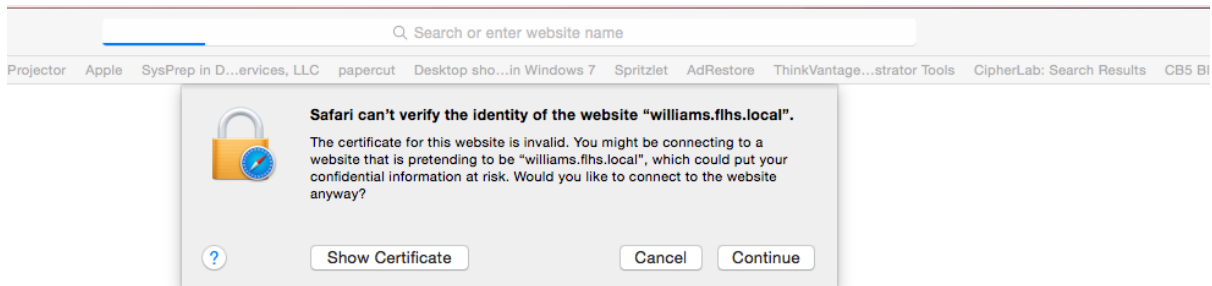 Search or enter website name
Projector Apple SysPrep in D...ervices, LLC papercut Desktop sho...in Windows 7 Spritzlet AdRestore ThinkVantage...strator Tools CipherLab: Search Results CB5 Bl
Safari can't verify the identity of the website “williams.flhs.local”.
The certificate for this website is invalid. You might be connecting to a
website that is pretending to be “williams.flhs.local”, which could put your
confidential information at risk. Would you like to connect to the website
anyway?
? Show Certificate Cancel Continue